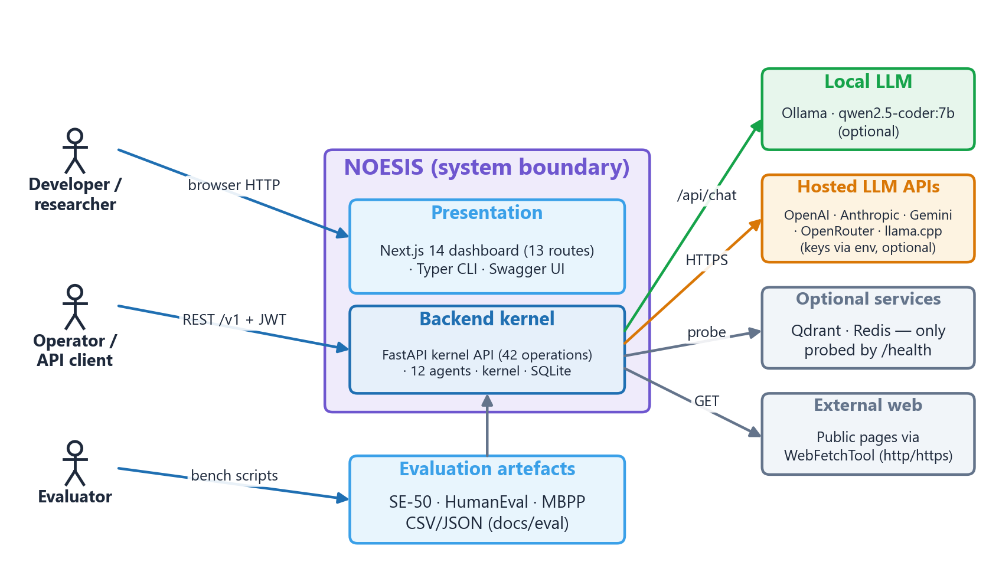 Developer /
researcher
browser HTTP
Operator /
API client
REST /v1 + JWT
Evaluator
bench scripts
NOESIS (system boundary)
Presentation
Next.js 14 dashboard (13 routes)
· Typer CLI · Swagger UI
Backend kernel
FastAPI kernel API (42 operations)
· 12 agents · kernel · SQLite
Evaluation artefacts
SE-50 · HumanEval · MBPP
CSV/JSON (docs/eval)
/api/chat
HTTPS
probe
GET
Local LLM
Ollama · qwen2.5-coder:7b
(optional)
Hosted LLM APIs
OpenAI · Anthropic · Gemini
· OpenRouter · llama.cpp
(keys via env, optional)
Optional services
Qdrant · Redis — only
probed by /health
External web
Public pages via
WebFetchTool (http/https)